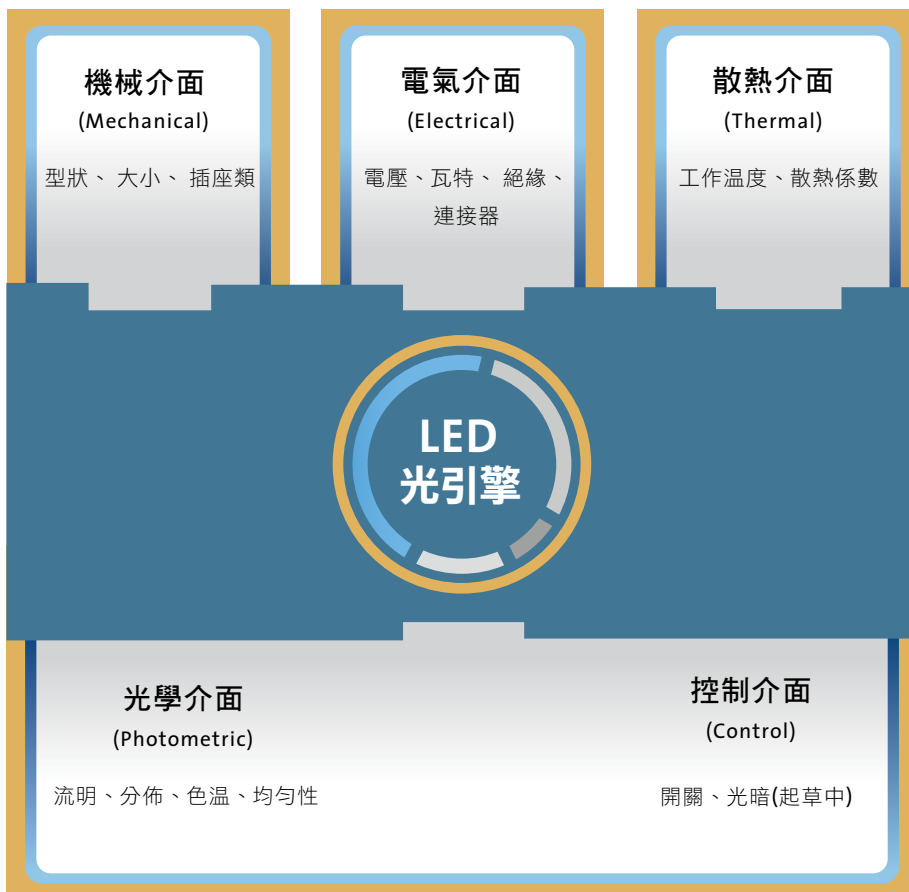 機械介面
(Mechanical)
型狀、 大小、 插座類
電氣介面
(Electrical)
電壓、瓦特、 絕緣、
連接器
散熱介面
(Thermal)
工作温度、散熱係數
LED
光引擎
光學介面
(Photometric)
流明、分佈、色温、均勻性
控制介面
(Control)
開關、光暗(起草中)